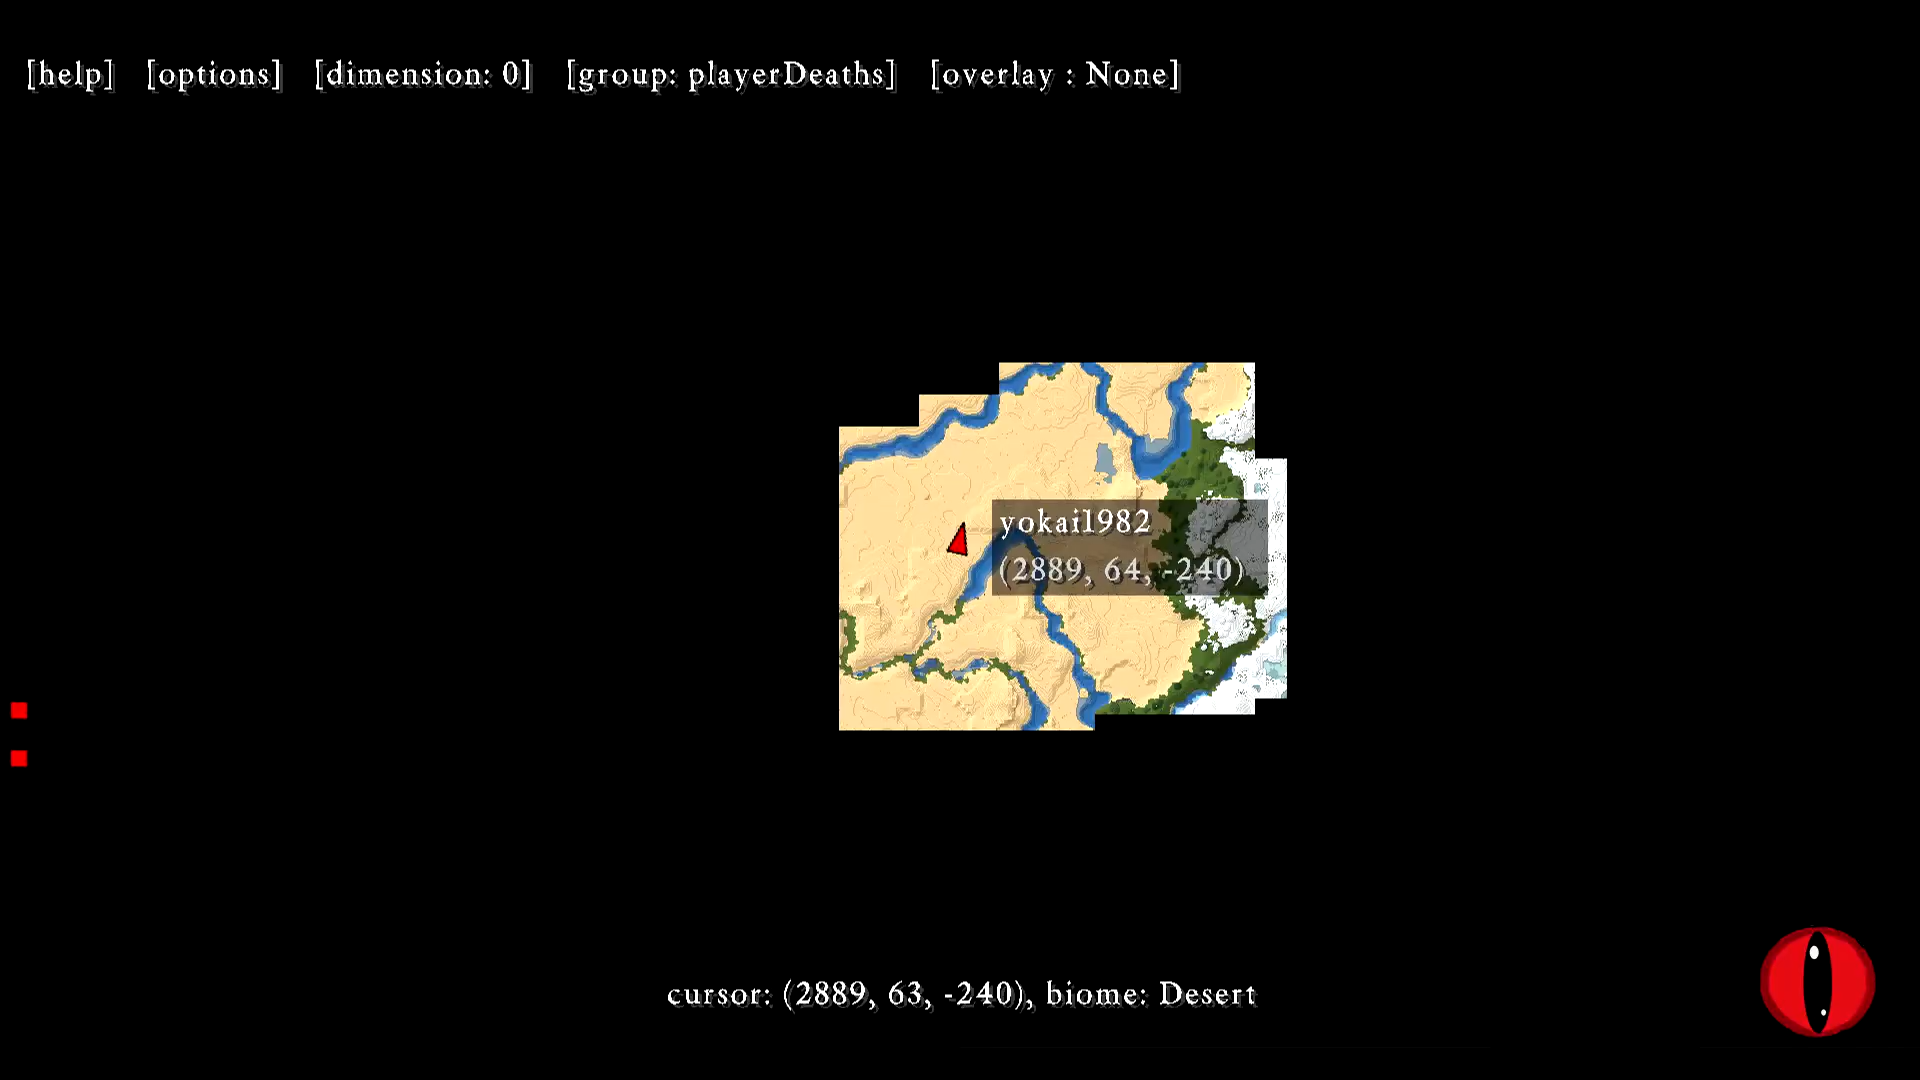 [help] [options] [dimension: 0] [group: playerDeaths] [overlay : None]
yokai1982
(2889, 64, -240)
cursor: (2889, 63, -240), biome: Desert